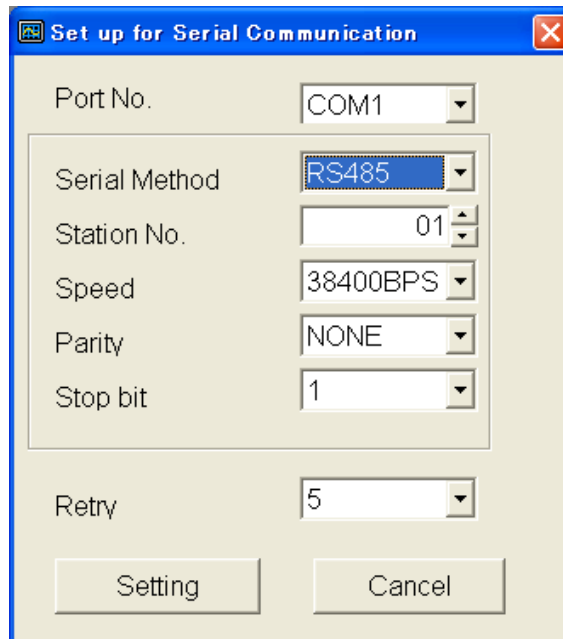 Set up for Serial Communication
Port No. COM1
Serial Method RS485
Station No. 01
Speed 38400BPS
Parity NONE
Stop bit 1
Retry 5
Setting Cancel